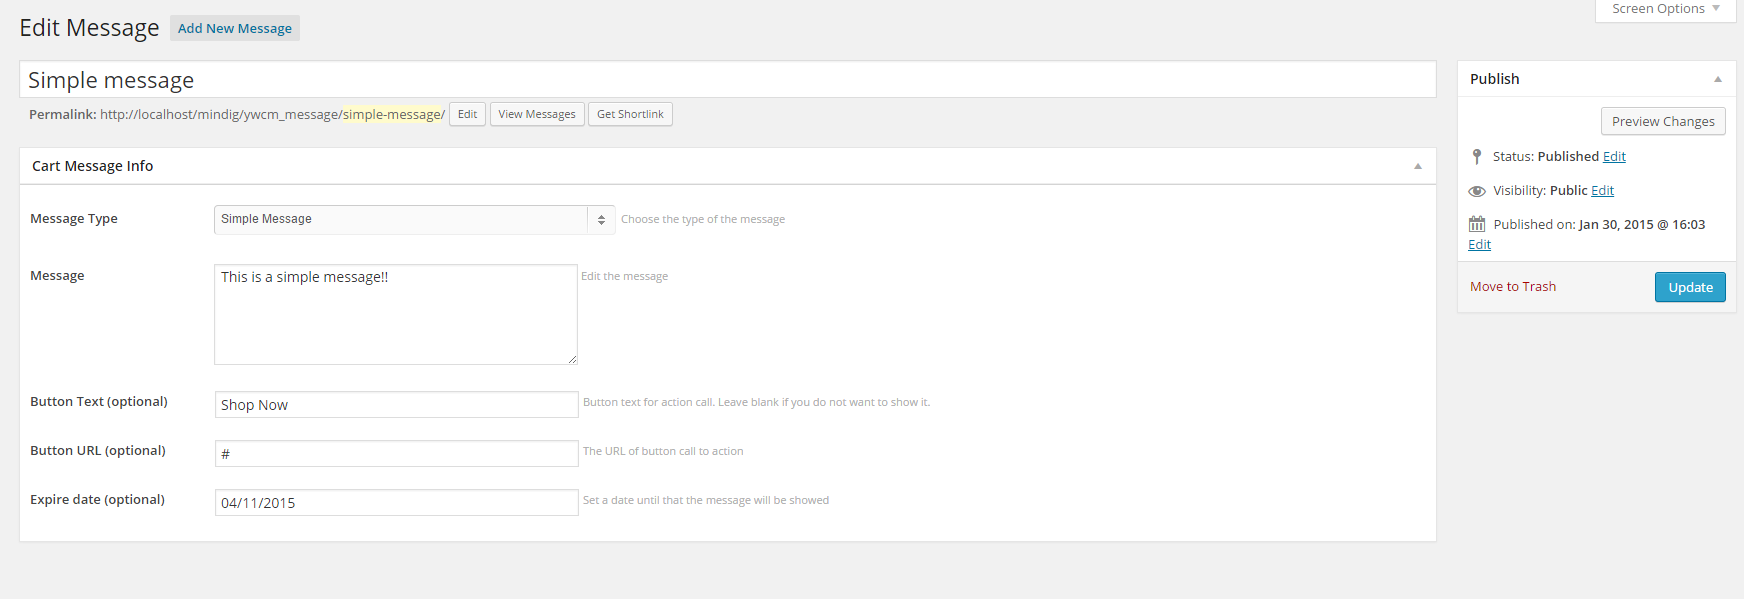 Screen Options
Edit Message Add New Message
Simple message
Permalink: http://localhost/mindig/ywcm_message/simple-message/ Edit View Messages Get Shortlink
Cart Message Info
Message Type Simple Message Choose the type of the message
Message This is a simple message!! Edit the message
Button Text (optional) Shop Now Button text for action call. Leave blank if you do not want to show it.
Button URL (optional) # The URL of button call to action
Expire date (optional) 04/11/2015 Set a date until that the message will be showed
Publish
Preview Changes
Status: Published Edit
Visibility: Public Edit
Published on: Jan 30, 2015 @ 16:03
Edit
Move to Trash Update